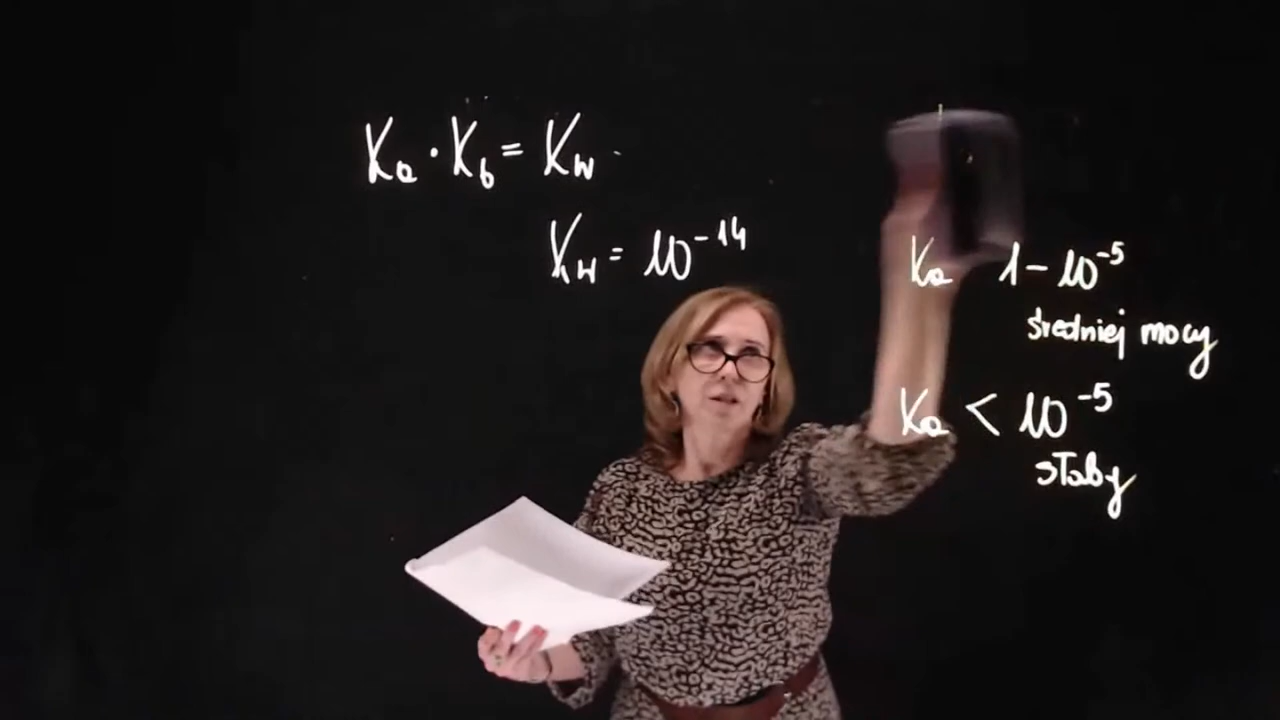 Ka · Kb = Kw
Kw = 10⁻¹⁴
Ka 1 – 10⁻⁵
średniej mocy
Ka < 10⁻⁵
słaby